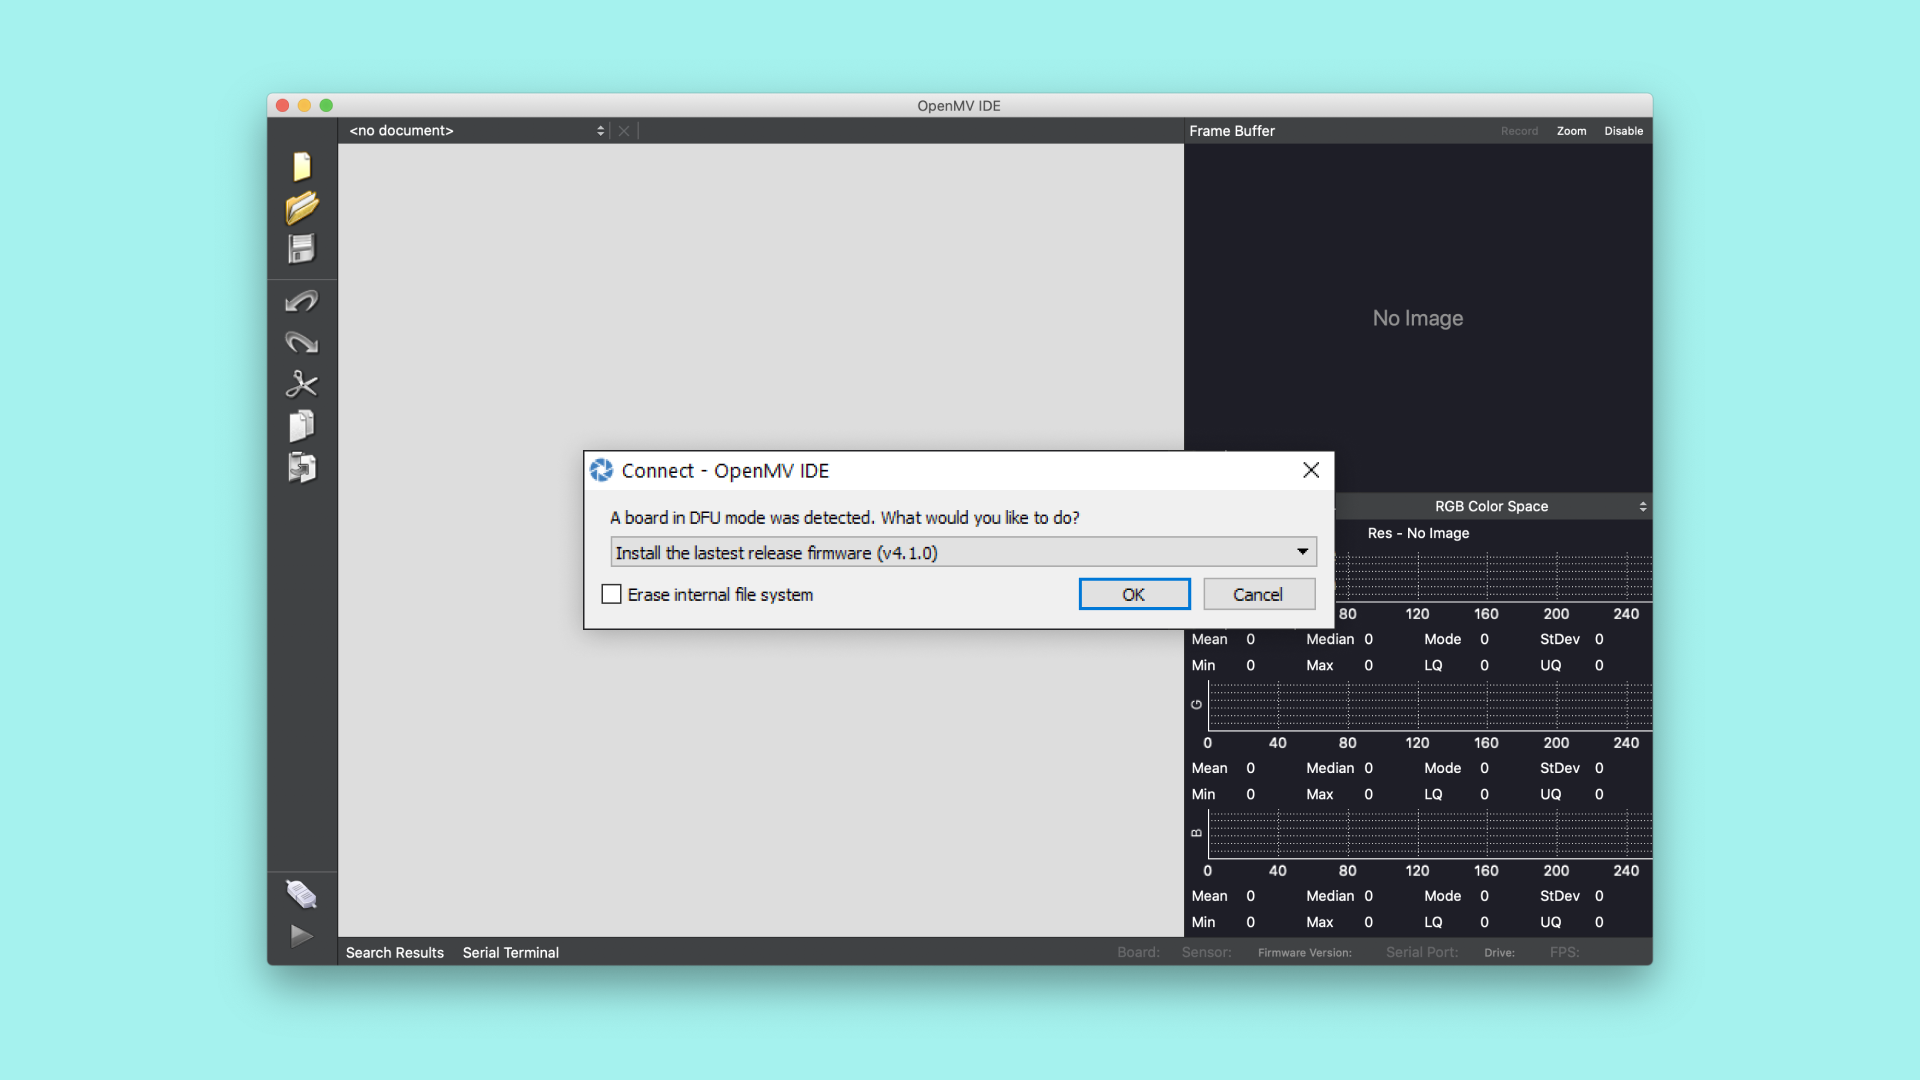 OpenMV IDE
<no document>
Frame Buffer
Record Zoom Disable
No Image
Connect - OpenMV IDE
A board in DFU mode was detected. What would you like to do?
Install the lastest release firmware (v4.1.0)
Erase internal file system
OK
Cancel
RGB Color Space
Res - No Image
80 120 160 200 240
Mean 0 Median 0 Mode 0 StDev 0
Min 0 Max 0 LQ 0 UQ 0
G
0 40 80 120 160 200 240
Mean 0 Median 0 Mode 0 StDev 0
Min 0 Max 0 LQ 0 UQ 0
B
0 40 80 120 160 200 240
Mean 0 Median 0 Mode 0 StDev 0
Min 0 Max 0 LQ 0 UQ 0
Search Results Serial Terminal
Board: Sensor: Firmware Version: Serial Port: Drive: FPS: